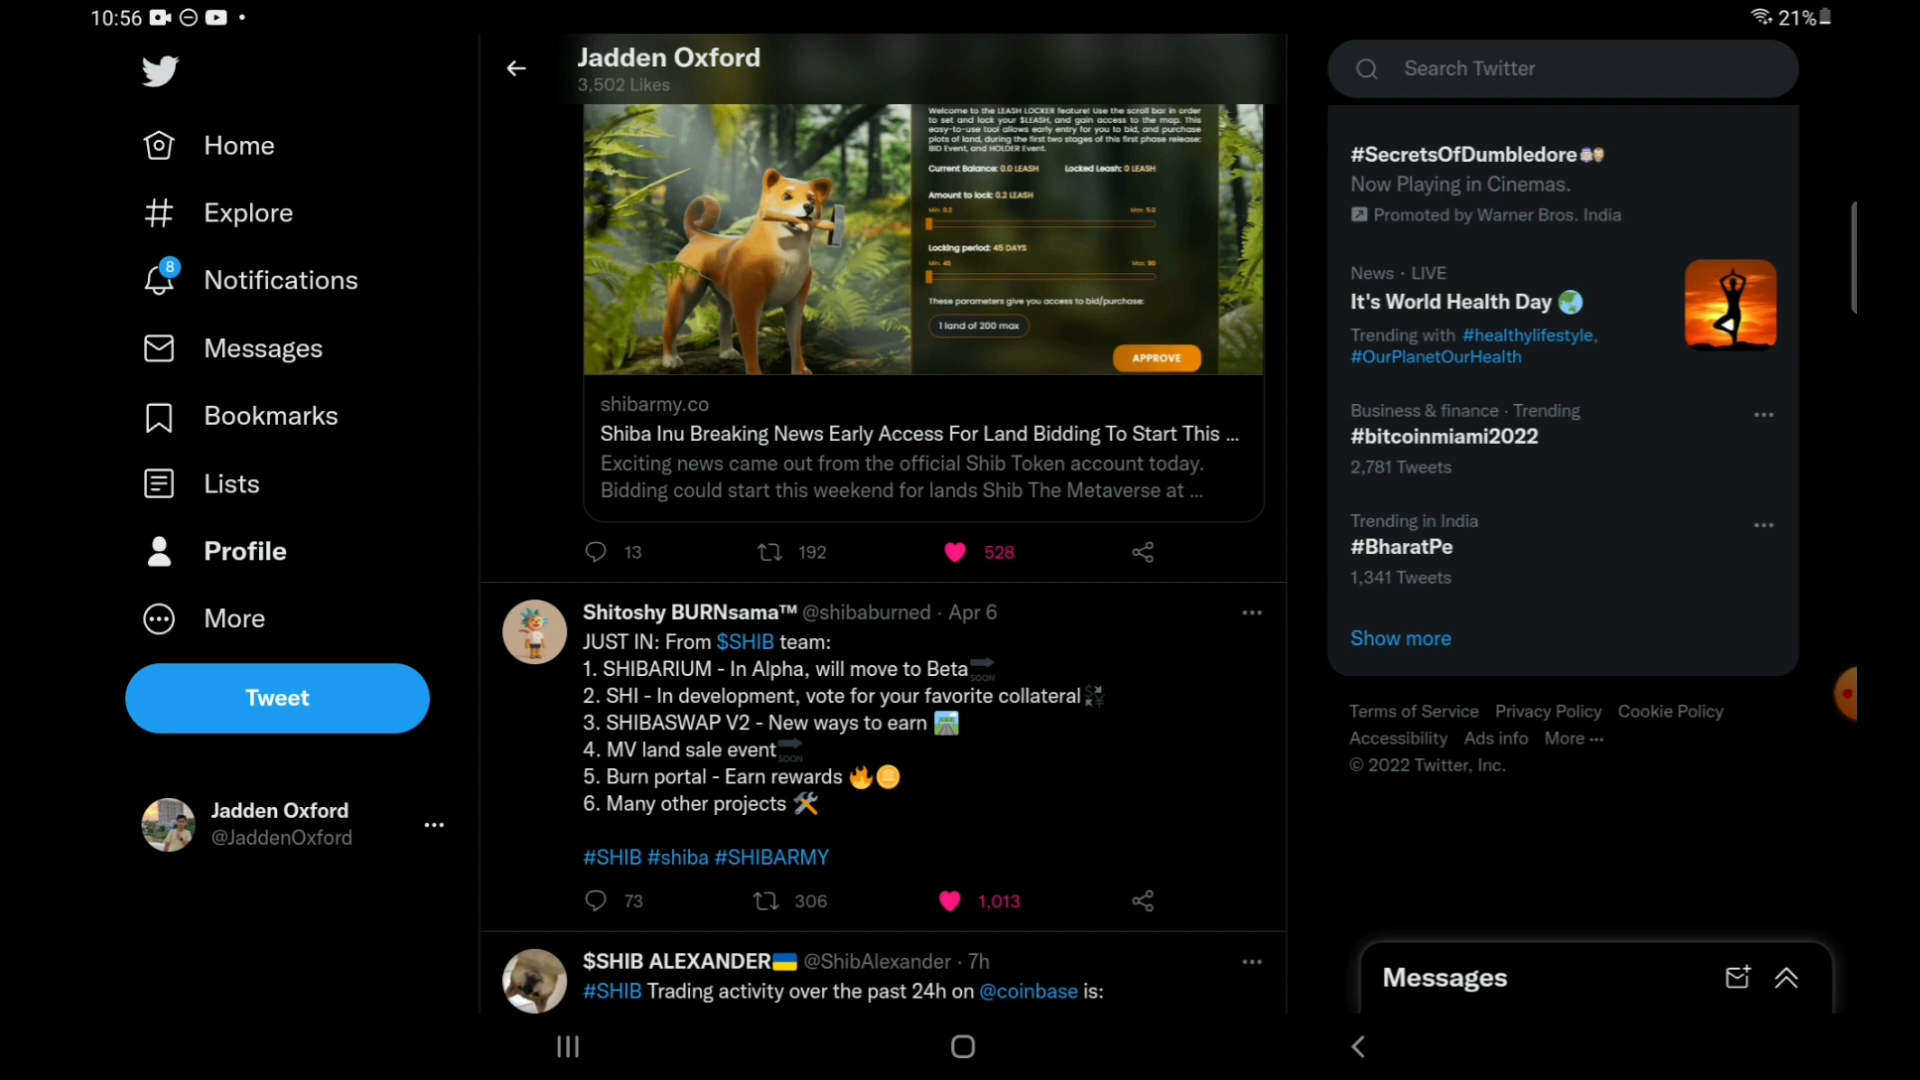 10:56
21%
Jadden Oxford
3,502 Likes
Search Twitter
Home
Explore
8
Notifications
Messages
Bookmarks
Lists
Profile
More
Tweet
Jadden Oxford
@JaddenOxford
Welcome to the LEASH LOCKER feature! Use the scroll bar in order
to set and lock your $LEASH, and gain access to the map. This
easy-to-use tool allows early entry for you to bid, and purchase
plots of land, during the first two stages of this first phase release:
BID Event, and HOLDER Event.
Current Balance: 0.0 LEASH Locked Leash: 0 LEASH
Amount to lock: 0.2 LEASH
Min. 0.2 Max. 5.0
Locking period: 45 DAYS
Min. 45 Max. 90
These parameters give you access to bid/purchase:
1 land of 200 max
APPROVE
shibarmy.co
Shiba Inu Breaking News Early Access For Land Bidding To Start This ...
Exciting news came out from the official Shib Token account today.
Bidding could start this weekend for lands Shib The Metaverse at ...
13 192 528
Shitoshy BURNsama™ @shibaburned · Apr 6
JUST IN: From $SHIB team:
1. SHIBARIUM - In Alpha, will move to Beta SOON
2. SHI - In development, vote for your favorite collateral
3. SHIBASWAP V2 - New ways to earn
4. MV land sale event SOON
5. Burn portal - Earn rewards 🔥🪙
6. Many other projects 🛠
#SHIB #shiba #SHIBARMY
73 306 1,013
$SHIB ALEXANDER🇺🇦 @ShibAlexander · 7h
#SHIB Trading activity over the past 24h on @coinbase is:
#SecretsOfDumbledore
Now Playing in Cinemas.
Promoted by Warner Bros. India
News · LIVE
It's World Health Day 🌏
Trending with #healthylifestyle,
#OurPlanetOurHealth
Business & finance · Trending
#bitcoinmiami2022
2,781 Tweets
Trending in India
#BharatPe
1,341 Tweets
Show more
Terms of Service Privacy Policy Cookie Policy
Accessibility Ads info More ···
© 2022 Twitter, Inc.
Messages